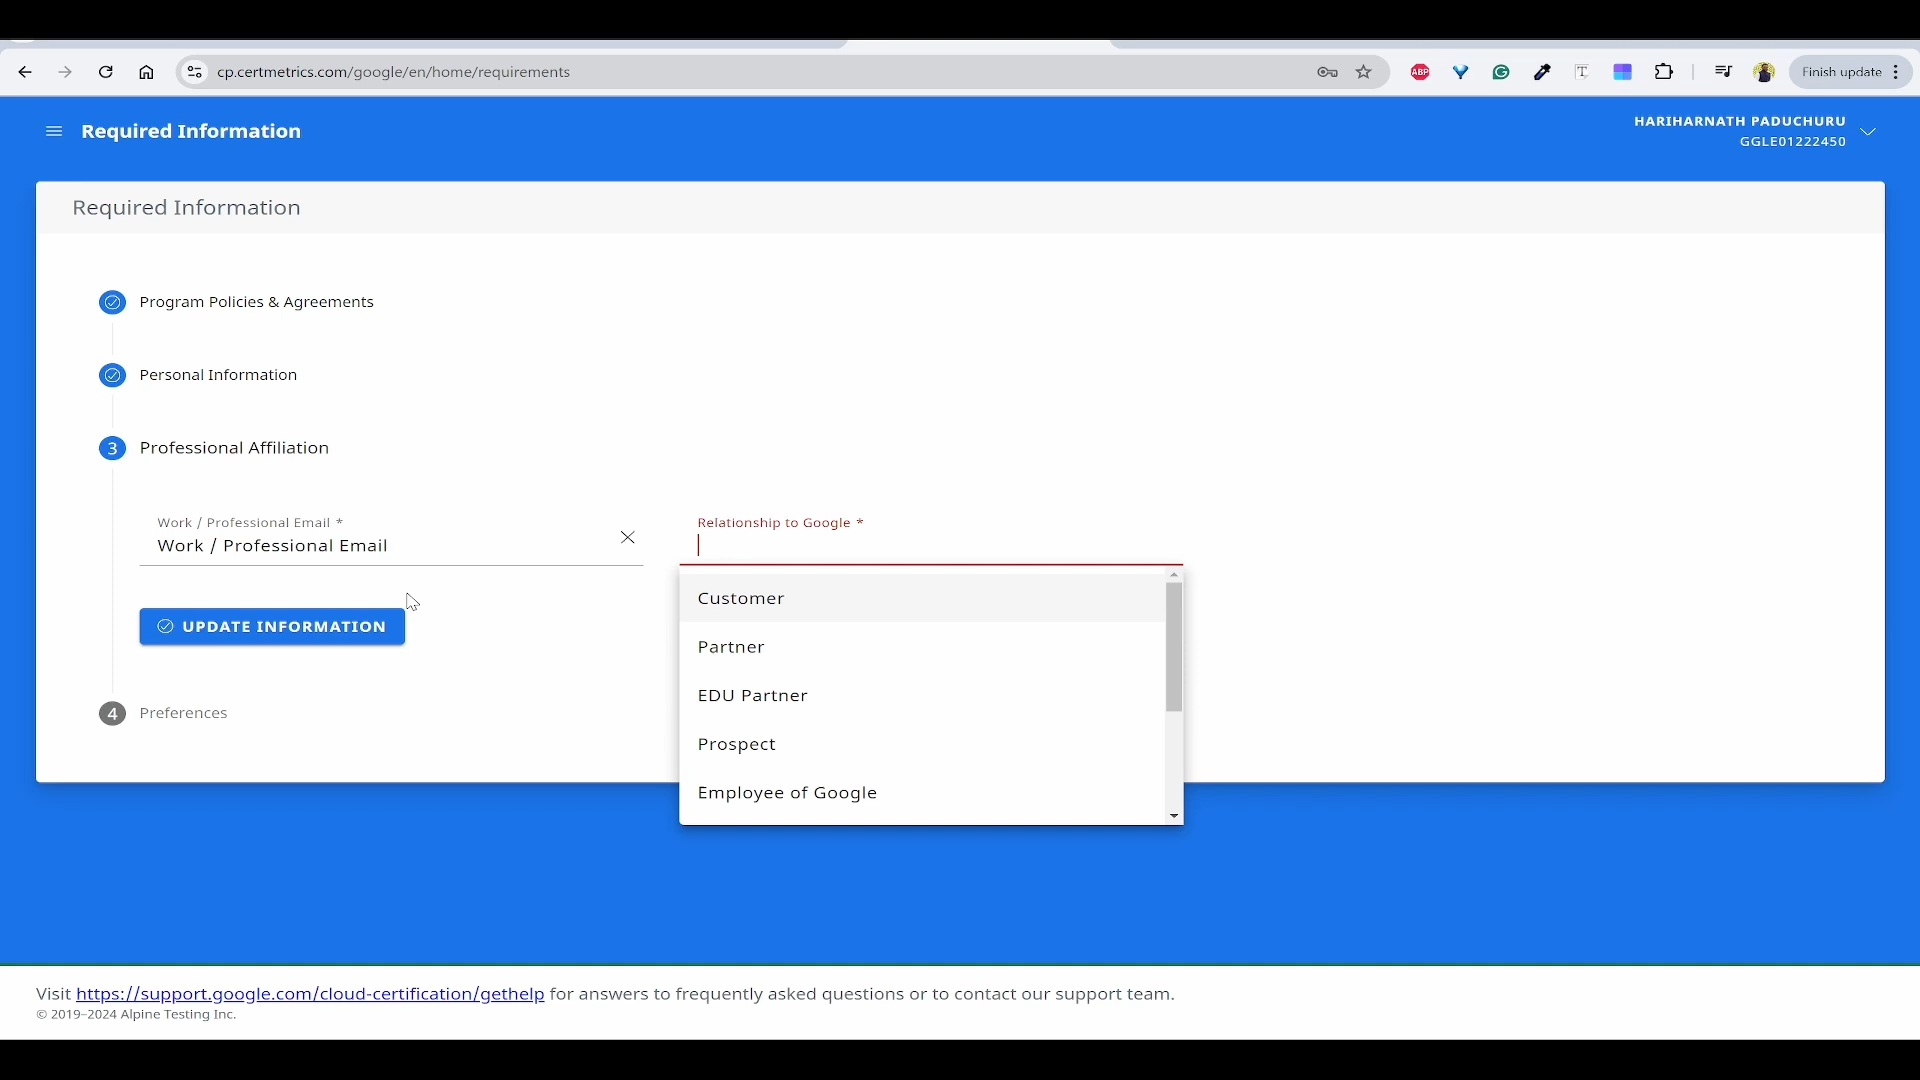 cp.certmetrics.com/google/en/home/requirements
ABP
T
Finish update
Required Information
HARIHARNATH PADUCHURU
GGLE01222450
Required Information
Program Policies & Agreements
Personal Information
3 Professional Affiliation
Work / Professional Email *
Work / Professional Email
Relationship to Google *
Customer
Partner
EDU Partner
Prospect
Employee of Google
UPDATE INFORMATION
4 Preferences
Visit https://support.google.com/cloud-certification/gethelp for answers to frequently asked questions or to contact our support team.
© 2019–2024 Alpine Testing Inc.